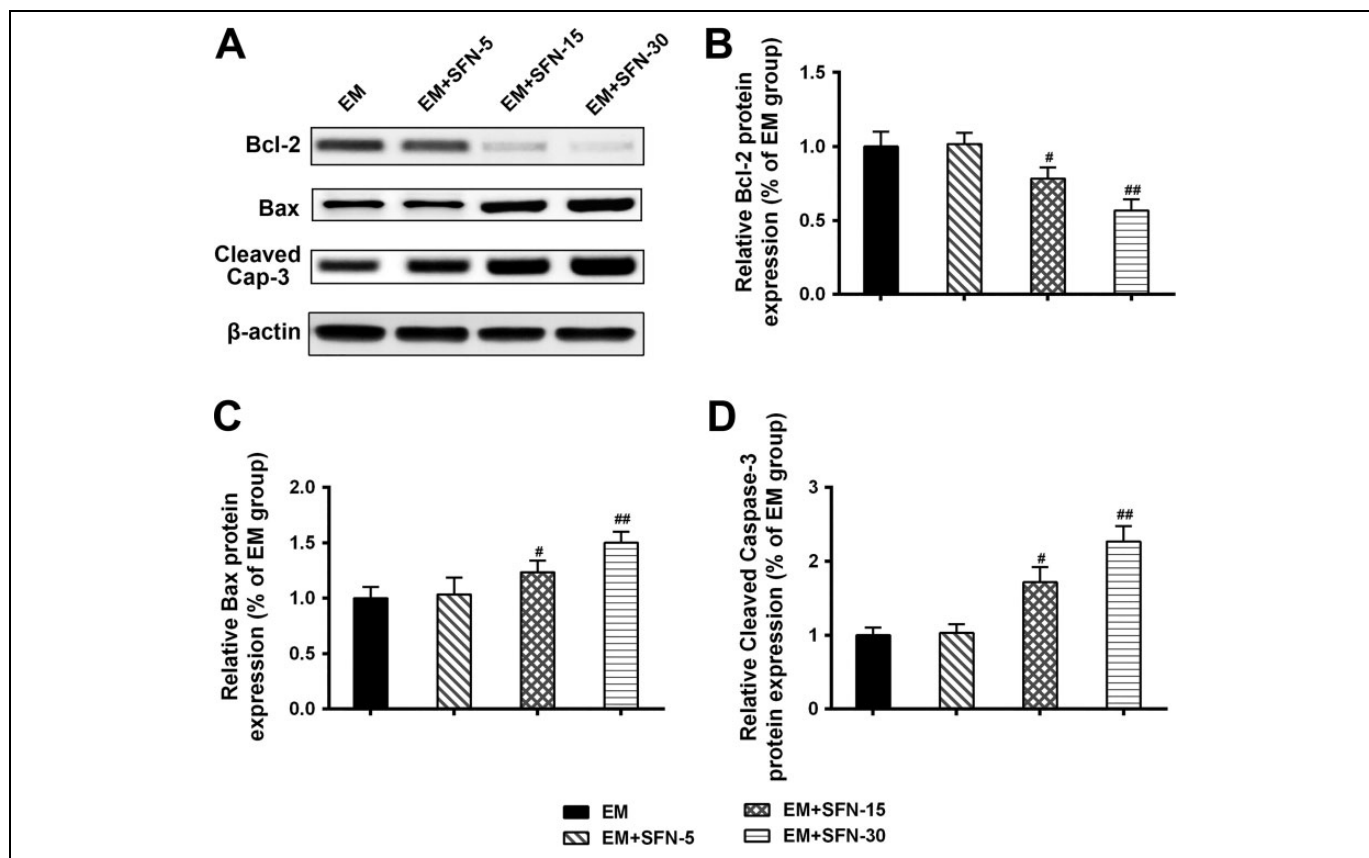 A
EM
EM+SFN-5
EM+SFN-15
EM+SFN-30
Bcl-2
Bax
Cleaved
Cap-3
β-actin
B
Relative Bcl-2 protein
expression (% of EM group)
1.5
1.0
0.5
0.0
#
##
C
Relative Bax protein
expression (% of EM group)
2.0
1.5
1.0
0.5
0.0
#
##
D
Relative Cleaved Caspase-3
protein expression (% of EM group)
3
2
1
0
#
##
EM
EM+SFN-5
EM+SFN-15
EM+SFN-30